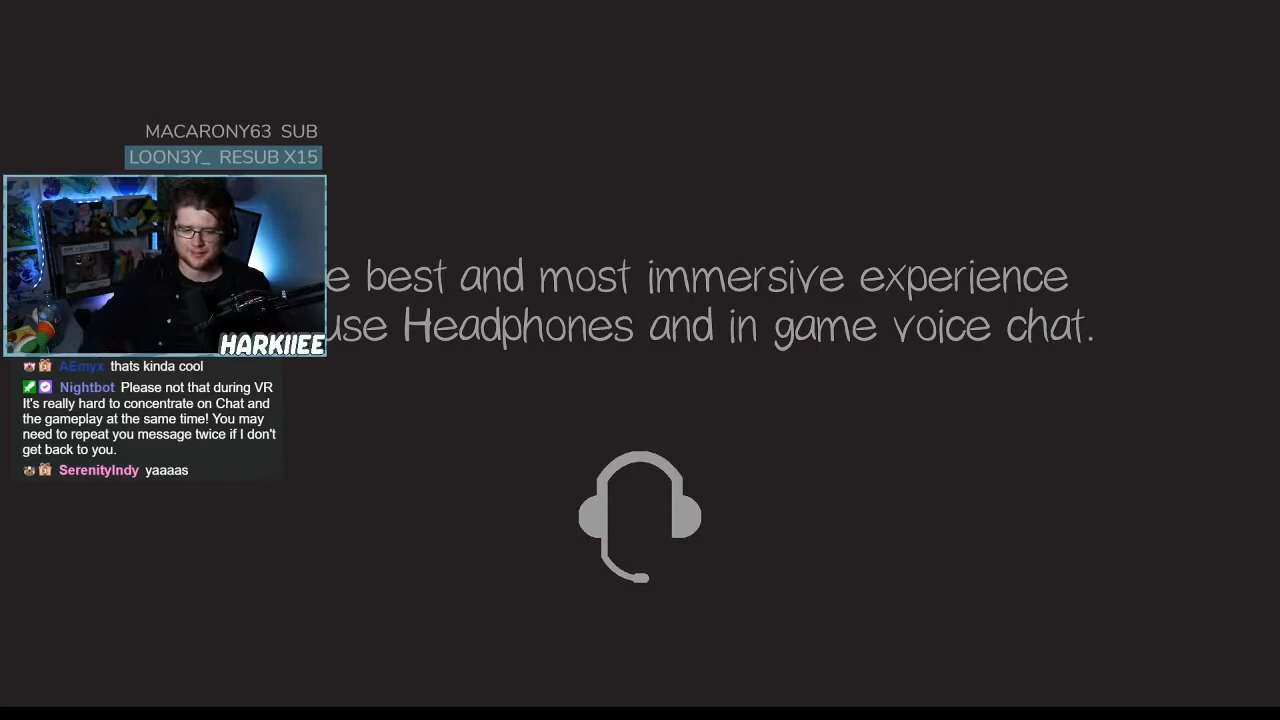 MACARONY63 SUB
LOON3Y_ RESUB X15
e best and most immersive experience
use Headphones and in game voice chat.
HARKIIEE
AEmyx thats kinda cool
Nightbot Please not that during VR
It's really hard to concentrate on Chat and
the gameplay at the same time! You may
need to repeat you message twice if I don't
get back to you.
SerenityIndy yaaaas